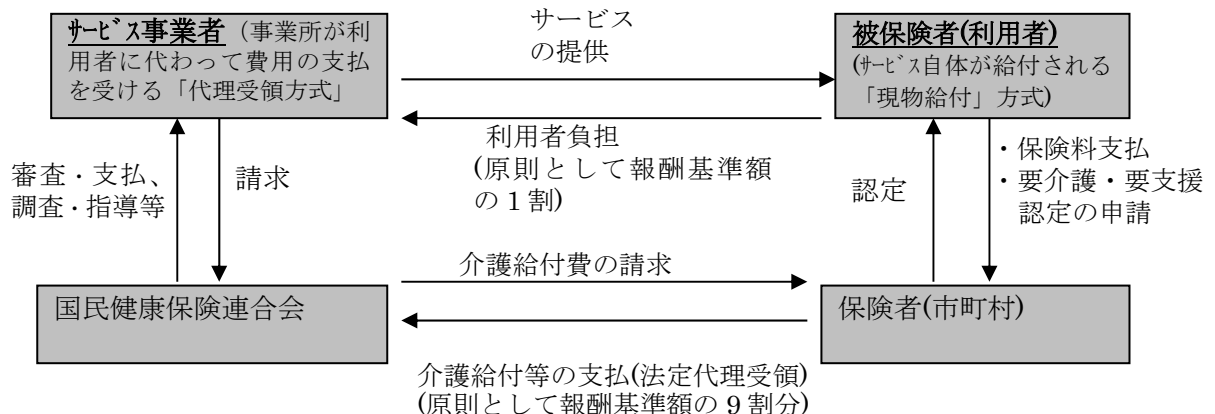 サービス事業者（事業所が利
用者に代わって費用の支払
を受ける「代理受領方式」
サービス
の提供
被保険者(利用者)
(サービス自体が給付される
「現物給付」方式)
利用者負担
(原則として報酬基準額
の1割)
審査・支払、
調査・指導等
請求
認定
・保険料支払
・要介護・要支援
認定の申請
介護給付費の請求
国民健康保険連合会
保険者(市町村)
介護給付等の支払(法定代理受領)
(原則として報酬基準額の9割分)